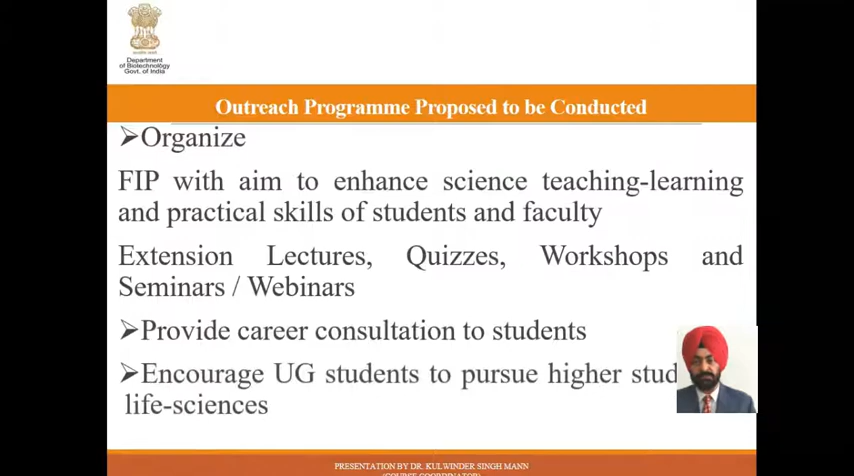 Department
of Biotechnology
Govt. of India
Outreach Programme Proposed to be Conducted
➢Organize
FIP with aim to enhance science teaching-learning
and practical skills of students and faculty
Extension Lectures, Quizzes, Workshops and
Seminars / Webinars
➢Provide career consultation to students
➢Encourage UG students to pursue higher
life-sciences
PRESENTATION BY DR. KULWINDER SINGH MANN
(COURSE COORDINATOR)